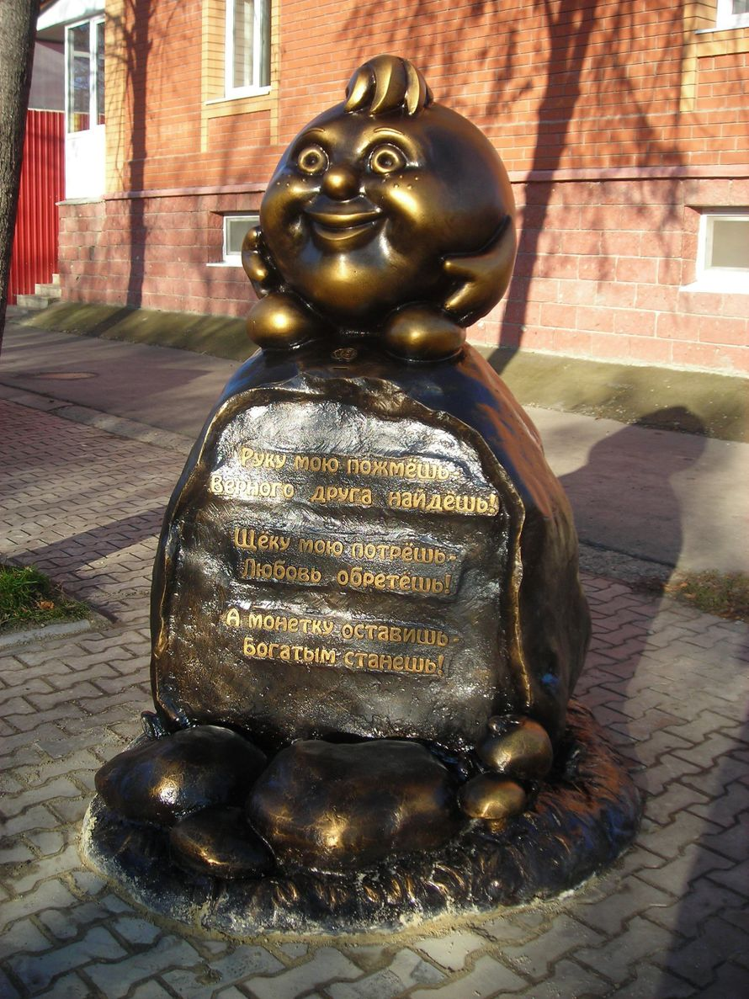 Руку мою пожмёшь-
Верного друга найдёшь!
Щёку мою потрёшь-
Любовь обретёшь!
А монетку оставишь-
Богатым станешь!